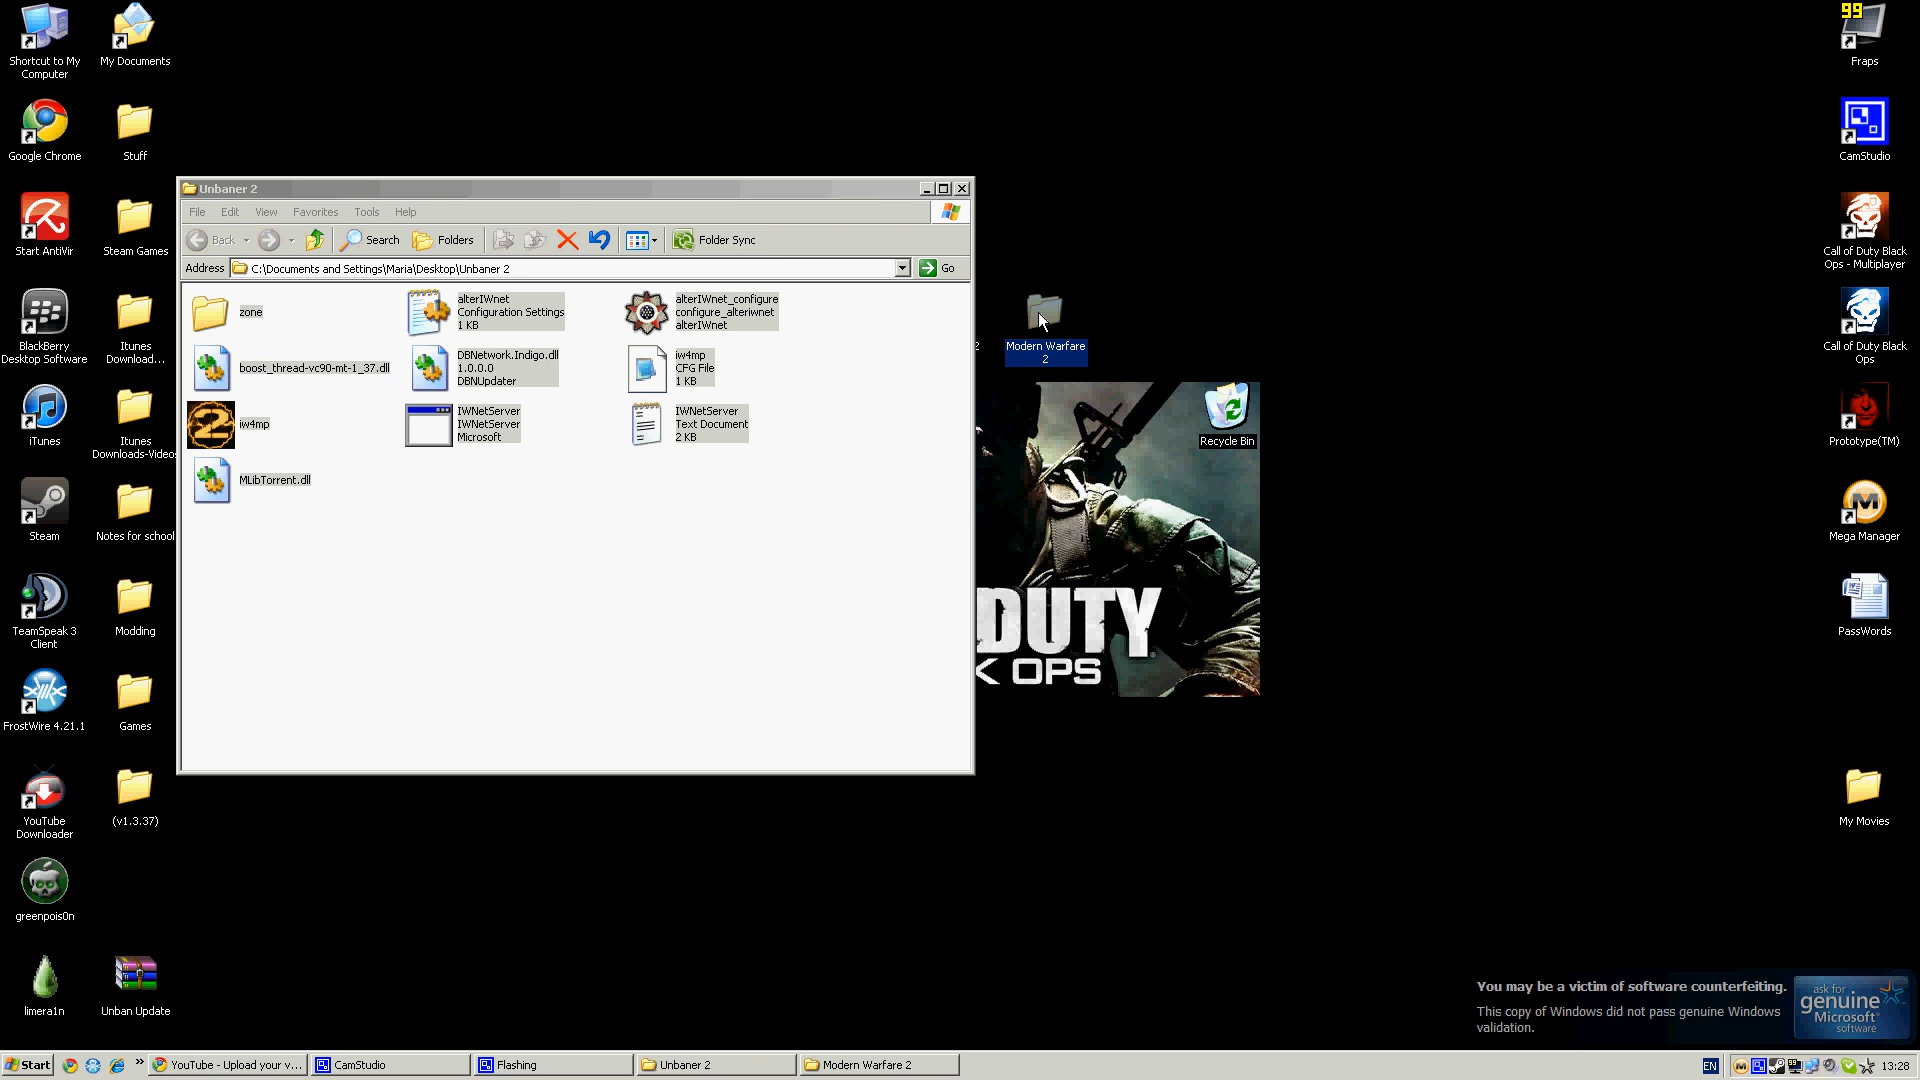 Shortcut to My
Computer
My Documents
99
Fraps
Google Chrome
Stuff
CamStudio
Start AntiVir
Steam Games
Call of Duty Black
Ops - Multiplayer
BlackBerry
Desktop Software
Itunes
Download...
Call of Duty Black
Ops
iTunes
Itunes
Downloads-Videos
Prototype(TM)
Steam
Notes for school
Mega Manager
TeamSpeak 3
Client
Modding
PassWords
FrostWire 4.21.1
Games
YouTube
Downloader
(v1.3.37)
My Movies
greenpois0n
limera1n
Unban Update
Unbaner 2
File Edit View Favorites Tools Help
Back Search Folders Folder Sync
Address C:\Documents and Settings\Maria\Desktop\Unbaner 2 Go
zone
alterIWnet
Configuration Settings
1 KB
alterIWnet_configure
configure_alteriwnet
alterIWnet
boost_thread-vc90-mt-1_37.dll
DBNetwork.Indigo.dll
1.0.0.0
DBNUpdater
iw4mp
CFG File
1 KB
2
iw4mp
IWNetServer
IWNetServer
Microsoft
IWNetServer
Text Document
2 KB
MLibTorrent.dll
2
Modern Warfare
2
Recycle Bin
DUTY
K OPS
You may be a victim of software counterfeiting.
This copy of Windows did not pass genuine Windows
validation.
ask for
genuine
Microsoft
software
Start YouTube - Upload your v... CamStudio Flashing Unbaner 2 Modern Warfare 2 EN 13:28